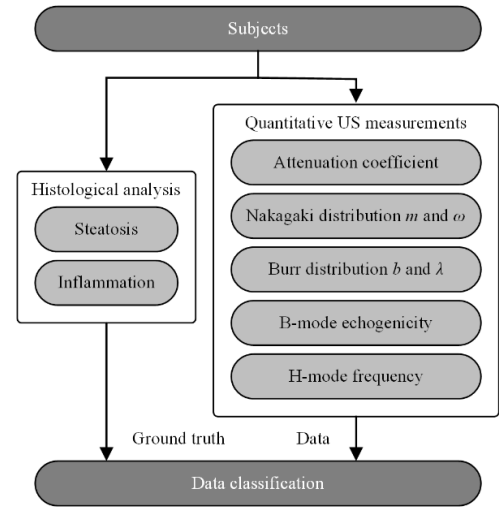 Subjects
Quantitative US measurements
Attenuation coefficient
Histological analysis
Nakagaki distribution m and ω
Steatosis
Burr distribution b and λ
Inflammation
B-mode echogenicity
H-mode frequency
Ground truth
Data
Data classification